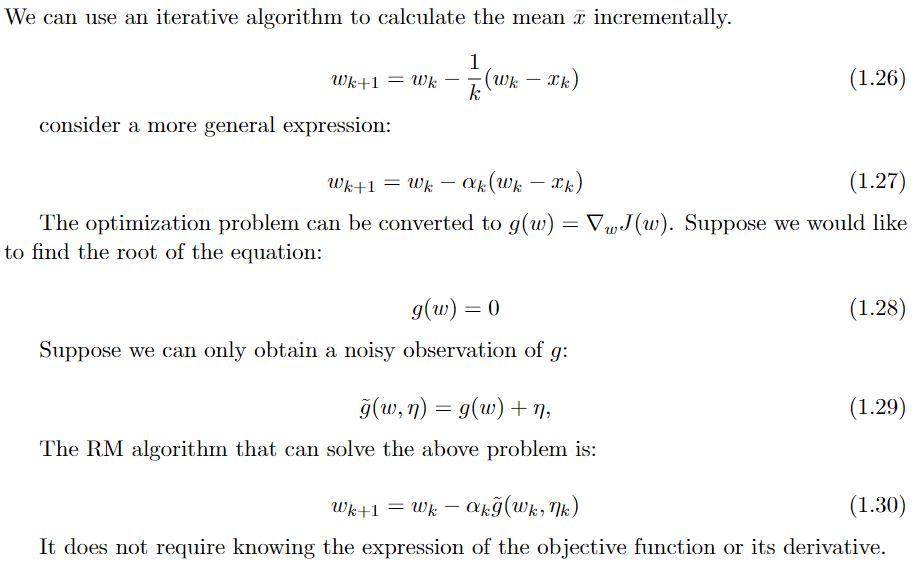 We can use an iterative algorithm to calculate the mean x̄ incrementally.
w_{k+1} = w_k − \frac{1}{k}(w_k − x_k) (1.26)
consider a more general expression:
w_{k+1} = w_k − α_k(w_k − x_k) (1.27)
The optimization problem can be converted to g(w) = ∇_w J(w). Suppose we would like
to find the root of the equation:
g(w) = 0 (1.28)
Suppose we can only obtain a noisy observation of g:
g̃(w, η) = g(w) + η, (1.29)
The RM algorithm that can solve the above problem is:
w_{k+1} = w_k − α_k g̃(w_k, η_k) (1.30)
It does not require knowing the expression of the objective function or its derivative.